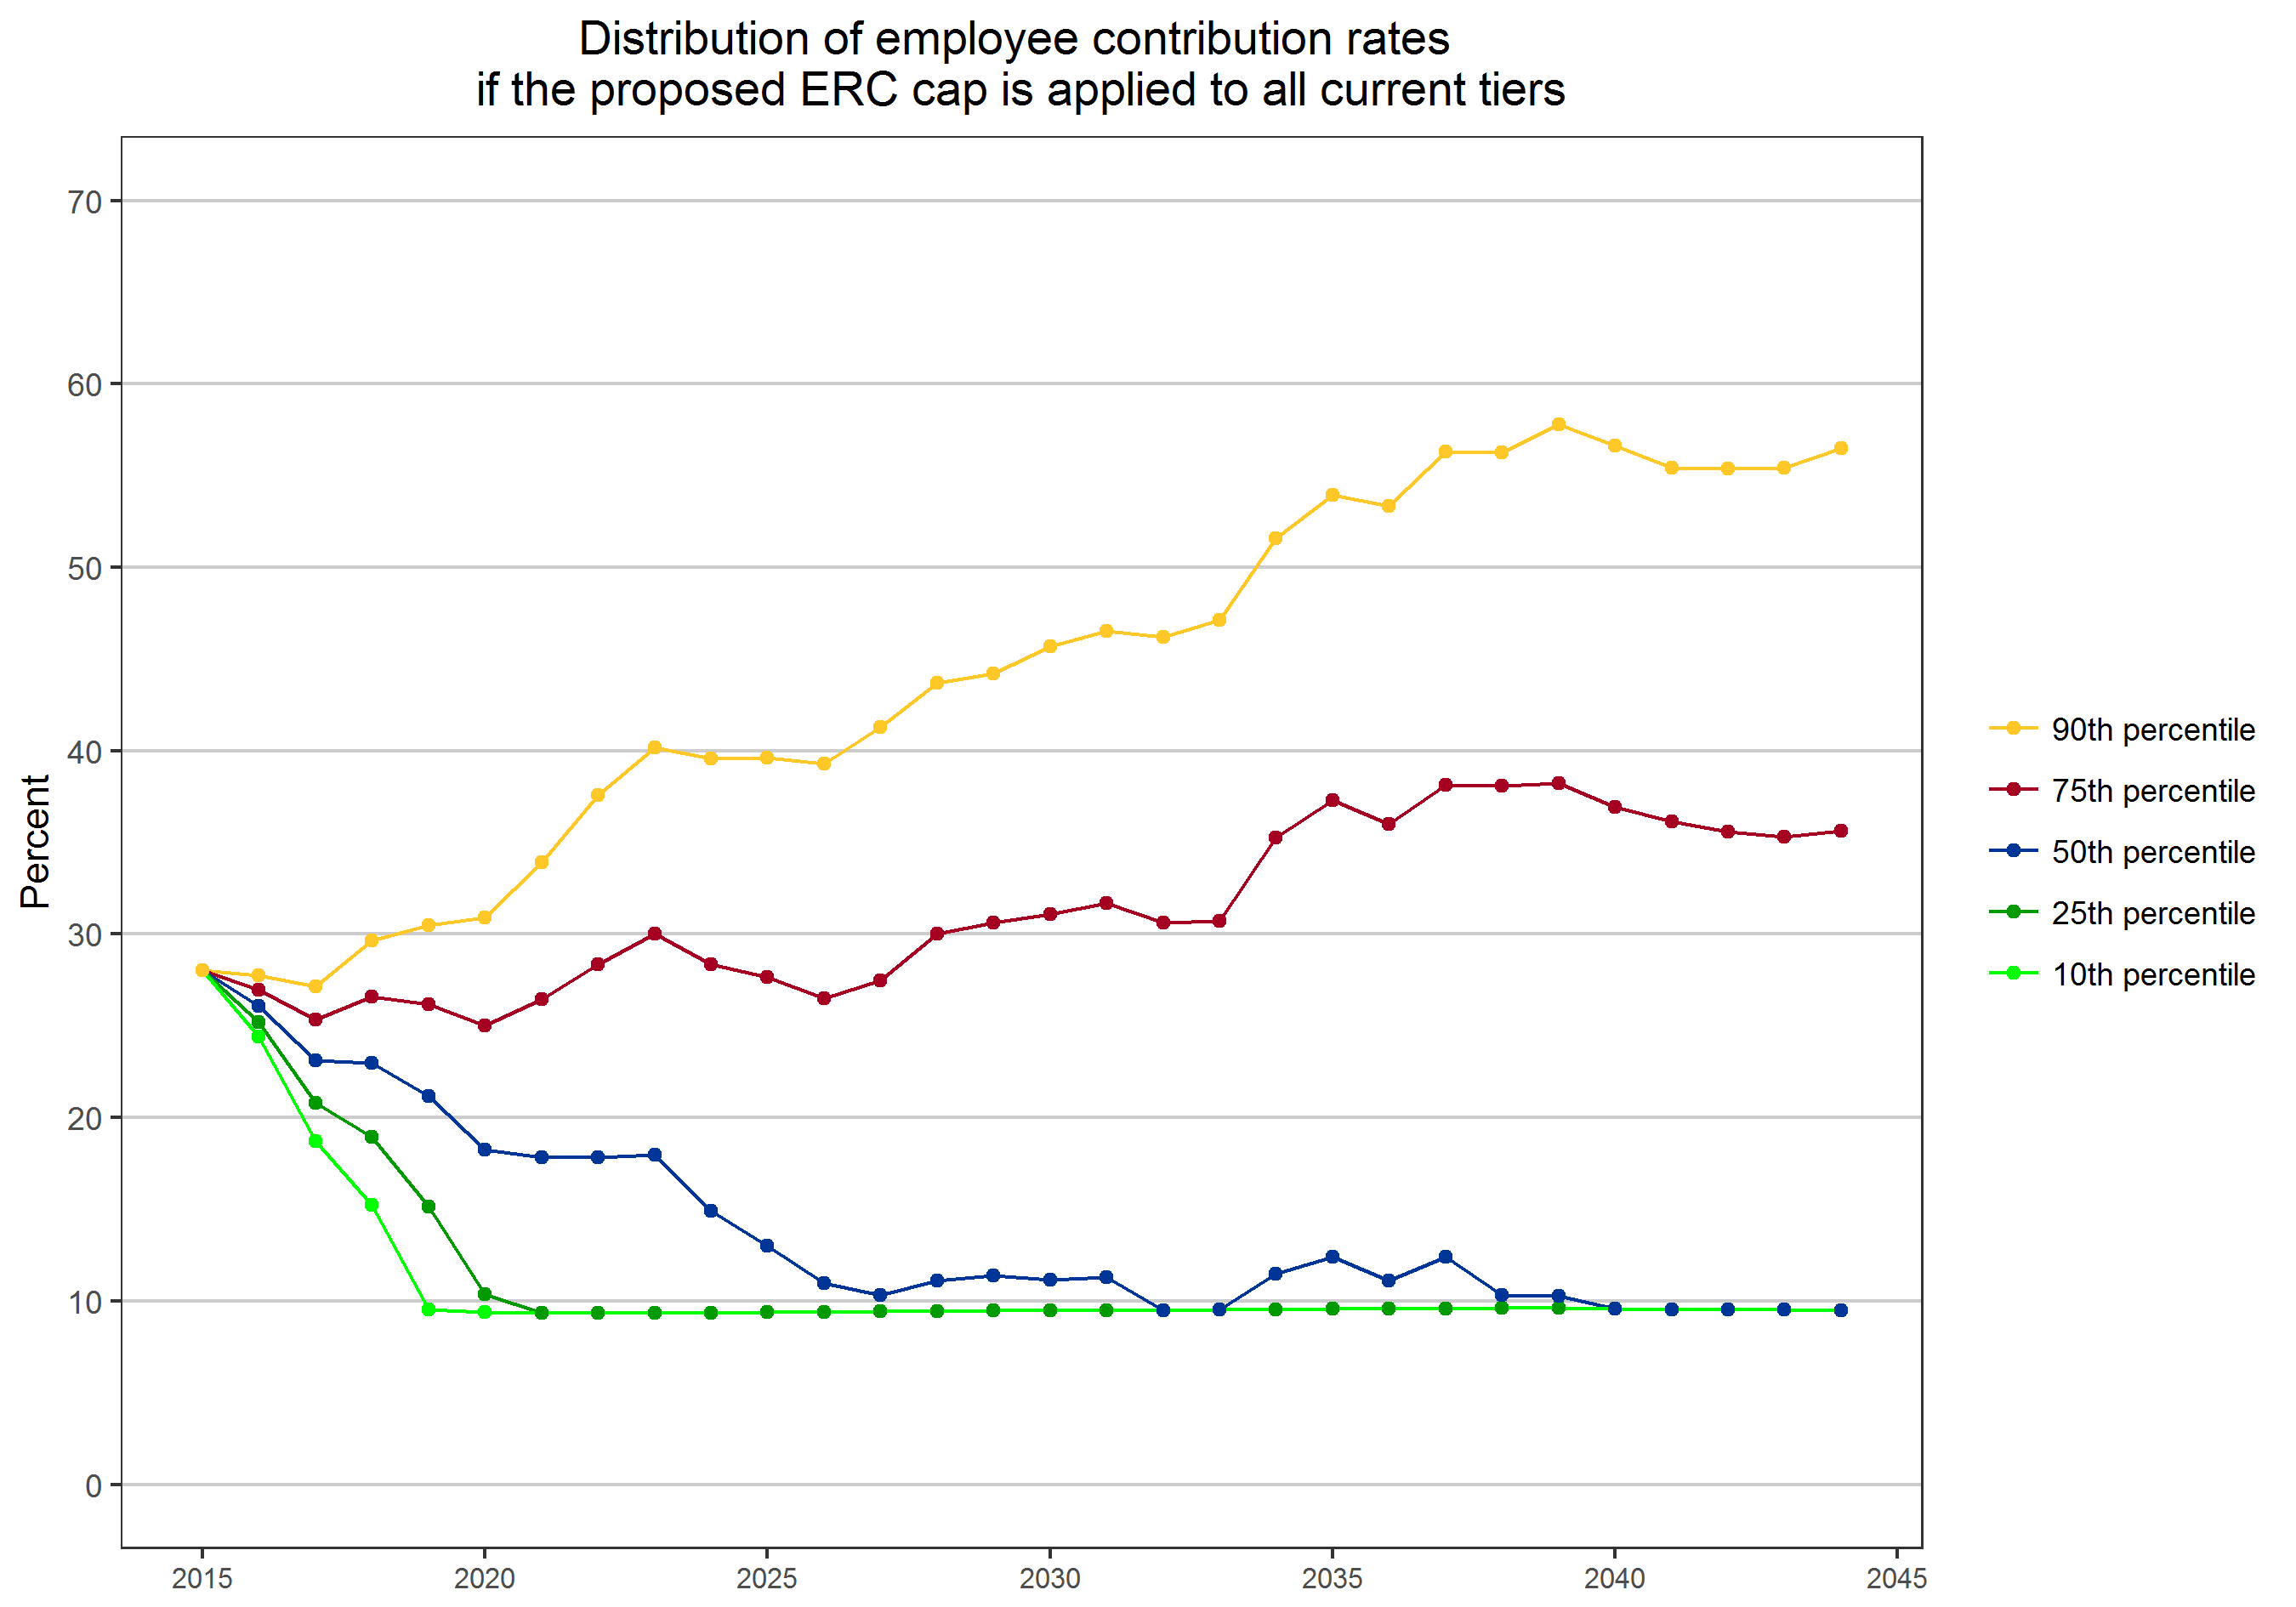 Distribution of employee contribution rates
if the proposed ERC cap is applied to all current tiers
Percent
70
60
50
40
30
20
10
0
2015
2020
2025
2030
2035
2040
2045
90th percentile
75th percentile
50th percentile
25th percentile
10th percentile